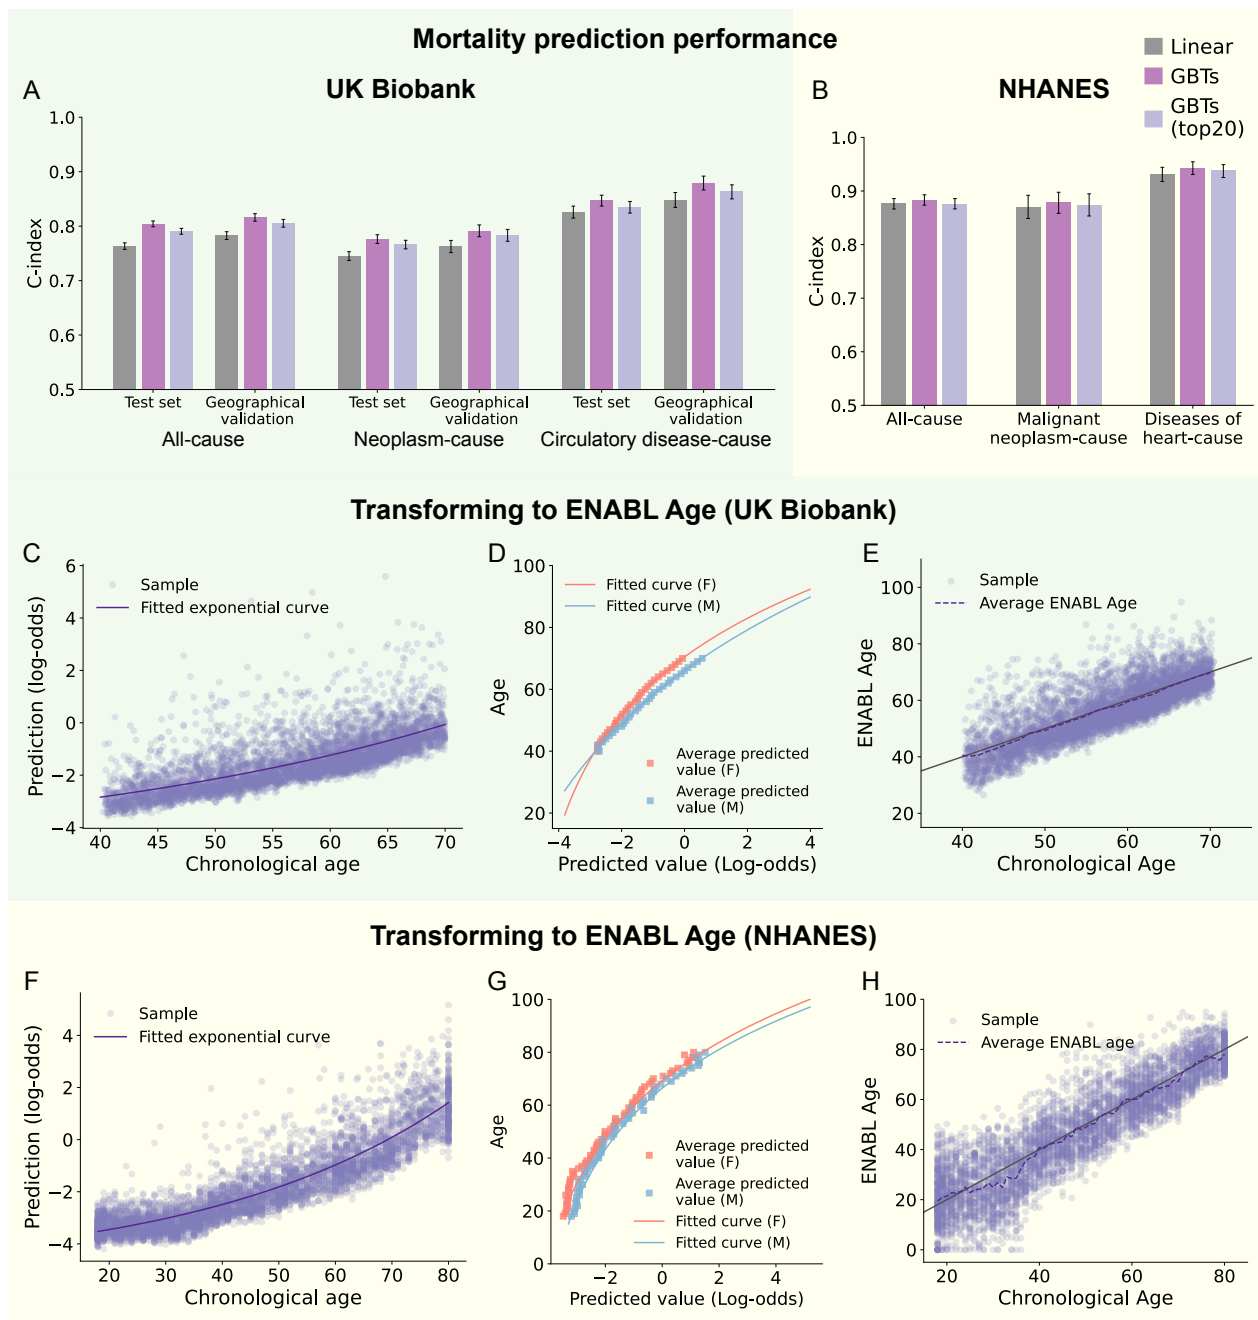 Mortality prediction performance
Linear
GBTs
GBTs
(top20)
A
UK Biobank
C-index
1.0
0.9
0.8
0.7
0.6
0.5
Test set
Geographical
validation
Test set
Geographical
validation
Test set
Geographical
validation
All-cause
Neoplasm-cause
Circulatory disease-cause
B
NHANES
C-index
1.0
0.9
0.8
0.7
0.6
0.5
All-cause
Malignant
neoplasm-cause
Diseases of
heart-cause
Transforming to ENABL Age (UK Biobank)
C
Prediction (log-odds)
6
4
2
0
−2
−4
Sample
Fitted exponential curve
40 45 50 55 60 65 70
Chronological age
D
Age
100
80
60
40
20
Fitted curve (F)
Fitted curve (M)
Average predicted
value (F)
Average predicted
value (M)
−4 −2 0 2 4
Predicted value (Log-odds)
E
ENABL Age
100
80
60
40
20
Sample
Average ENABL Age
40 50 60 70
Chronological Age
Transforming to ENABL Age (NHANES)
F
Prediction (log-odds)
4
2
0
−2
−4
Sample
Fitted exponential curve
20 30 40 50 60 70 80
Chronological age
G
Age
100
80
60
40
20
0
Average predicted
value (F)
Average predicted
value (M)
Fitted curve (F)
Fitted curve (M)
−2 0 2 4
Predicted value (Log-odds)
H
ENABL Age
100
80
60
40
20
0
Sample
Average ENABL age
20 40 60 80
Chronological Age